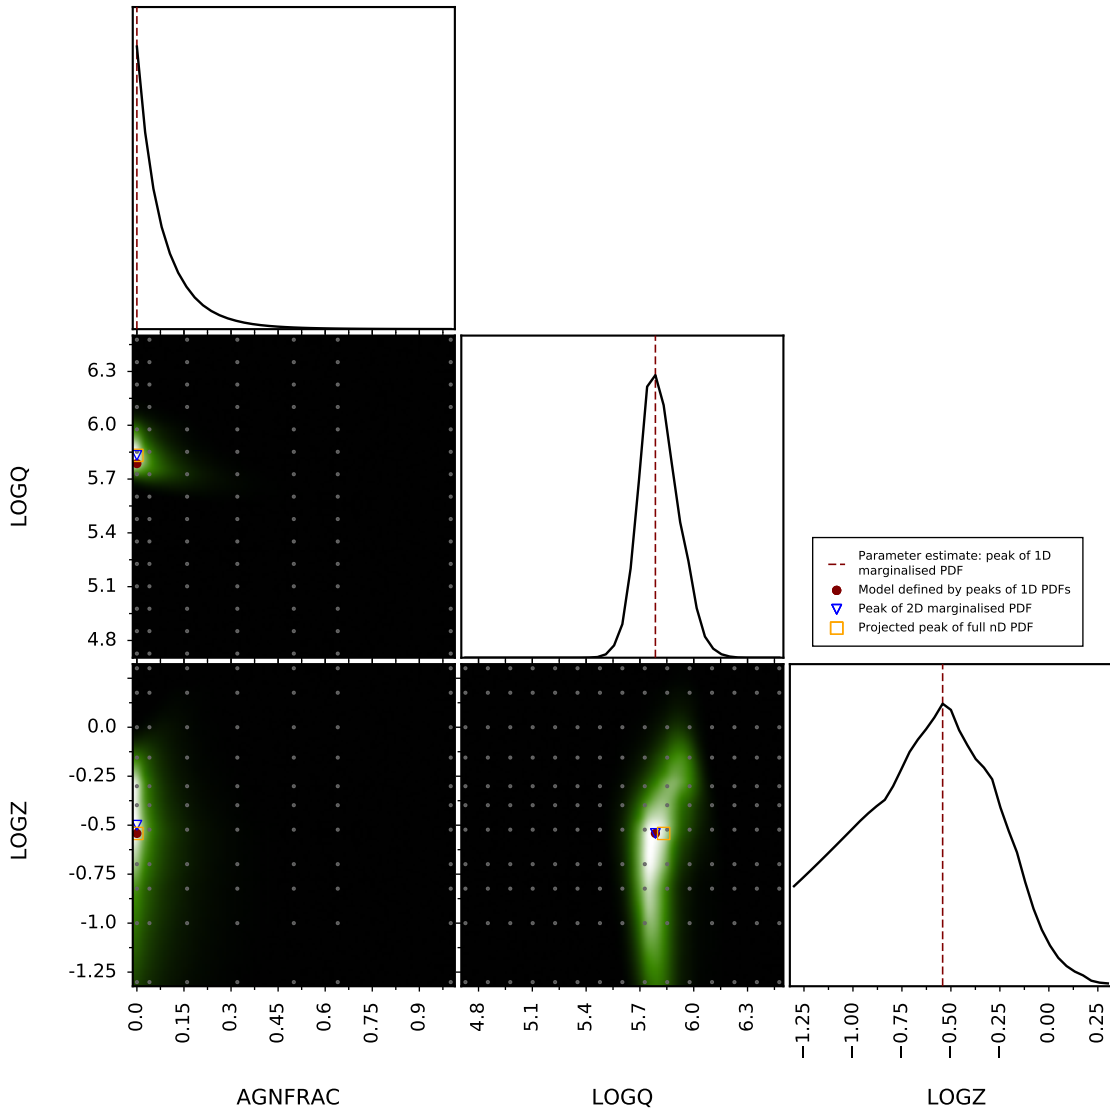 6.3
6.0
5.7
5.4
5.1
4.8
LOGQ
Parameter estimate: peak of 1D
marginalised PDF
Model defined by peaks of 1D PDFs
Peak of 2D marginalised PDF
Projected peak of full nD PDF
0.0
-0.25
-0.5
-0.75
-1.0
-1.25
LOGZ
0.0 0.15 0.3 0.45 0.6 0.75 0.9
4.8 5.1 5.4 5.7 6.0 6.3
−1.25 −1.00 −0.75 −0.50 −0.25 0.00 0.25
AGNFRAC LOGQ LOGZ